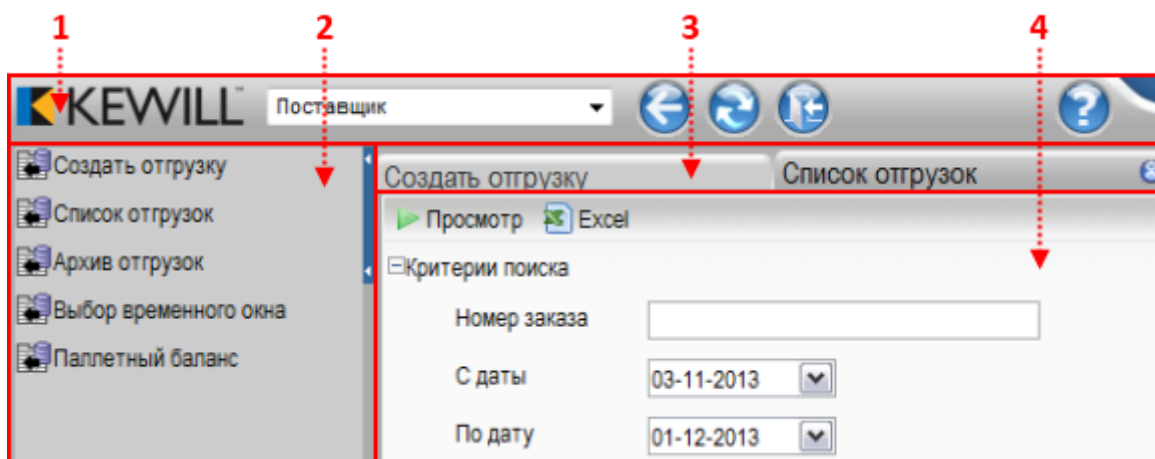 1 2 3 4
KEWILL™ Поставщик ?
Создать отгрузку
Список отгрузок
Архив отгрузок
Выбор временного окна
Паллетный баланс
Создать отгрузку Список отгрузок
Просмотр Excel
Критерии поиска
Номер заказа
С даты 03-11-2013
По дату 01-12-2013